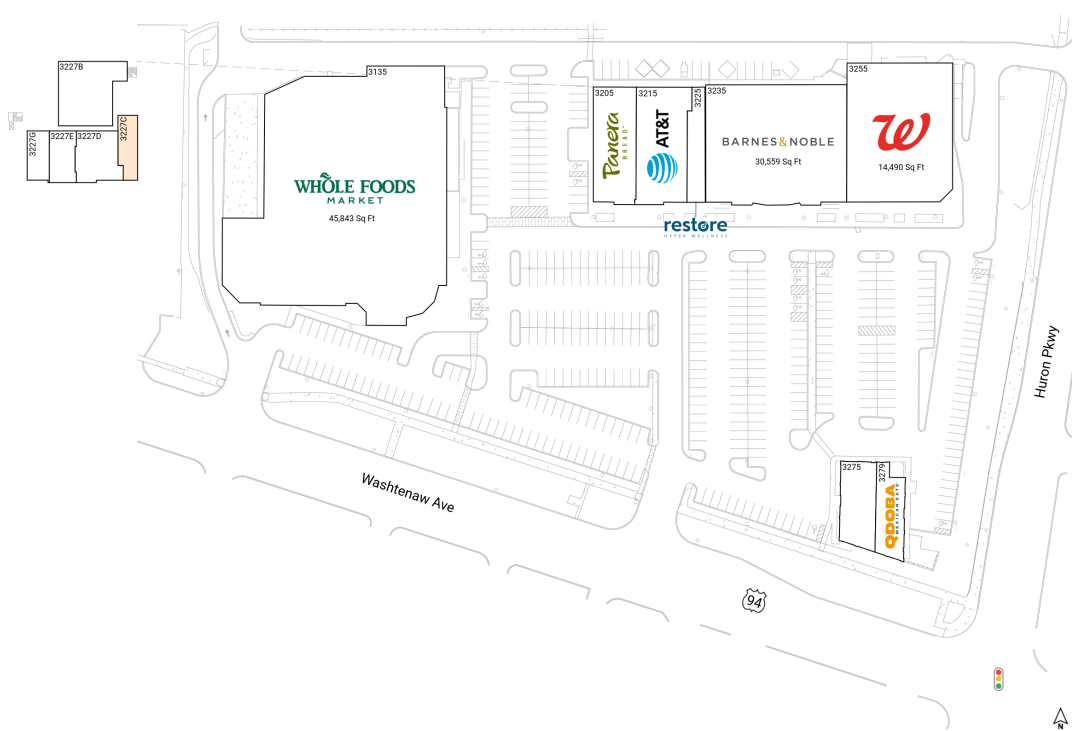 3227B
3227G
3227E
3227D
3227C
3135
WHOLE FOODS
MARKET
45,843 Sq Ft
3205
Panera
BREAD
3215
AT&T
3225
restore
HYPER WELLNESS
3235
BARNES&NOBLE
30,559 Sq Ft
3255
W
14,490 Sq Ft
Huron Pkwy
Washtenaw Ave
3275
3279
QDOBA
MEXICAN EATS
94
N